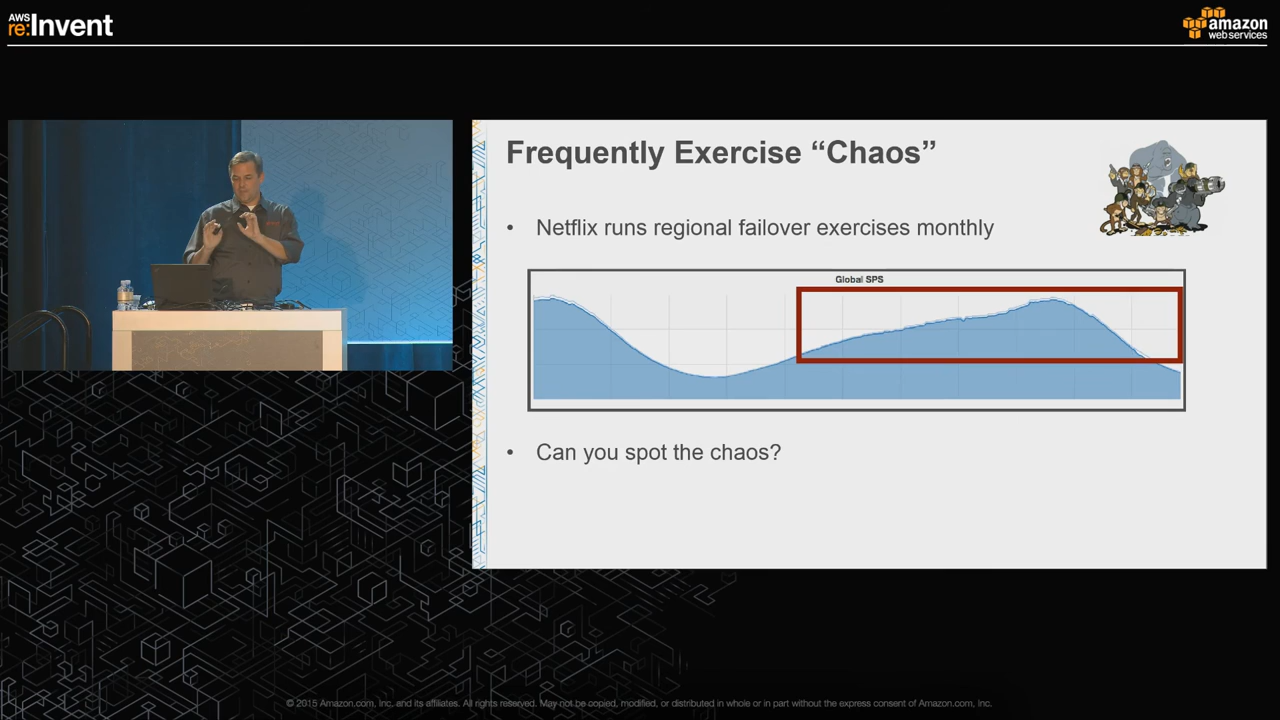 AWS
re:Invent
amazon
web services
Frequently Exercise “Chaos”
• Netflix runs regional failover exercises monthly
Global SPS
• Can you spot the chaos?
© 2015 Amazon.com, Inc. and its affiliates. All rights reserved. May not be copied, modified, or distributed in whole or in part without the express consent of Amazon.com, Inc.